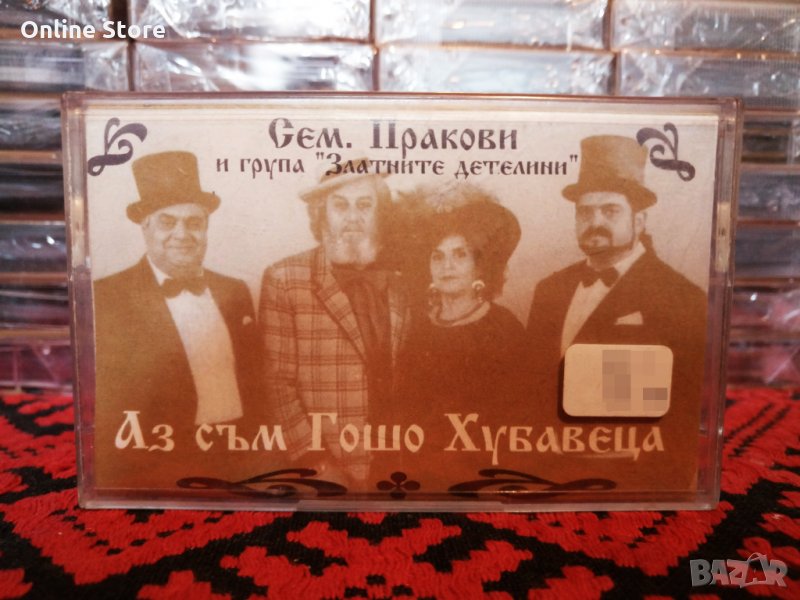 Online Store
Сем. Пракови
и група "Златните детелини"
Аз съм Гошо Хубавеца
BAZAR